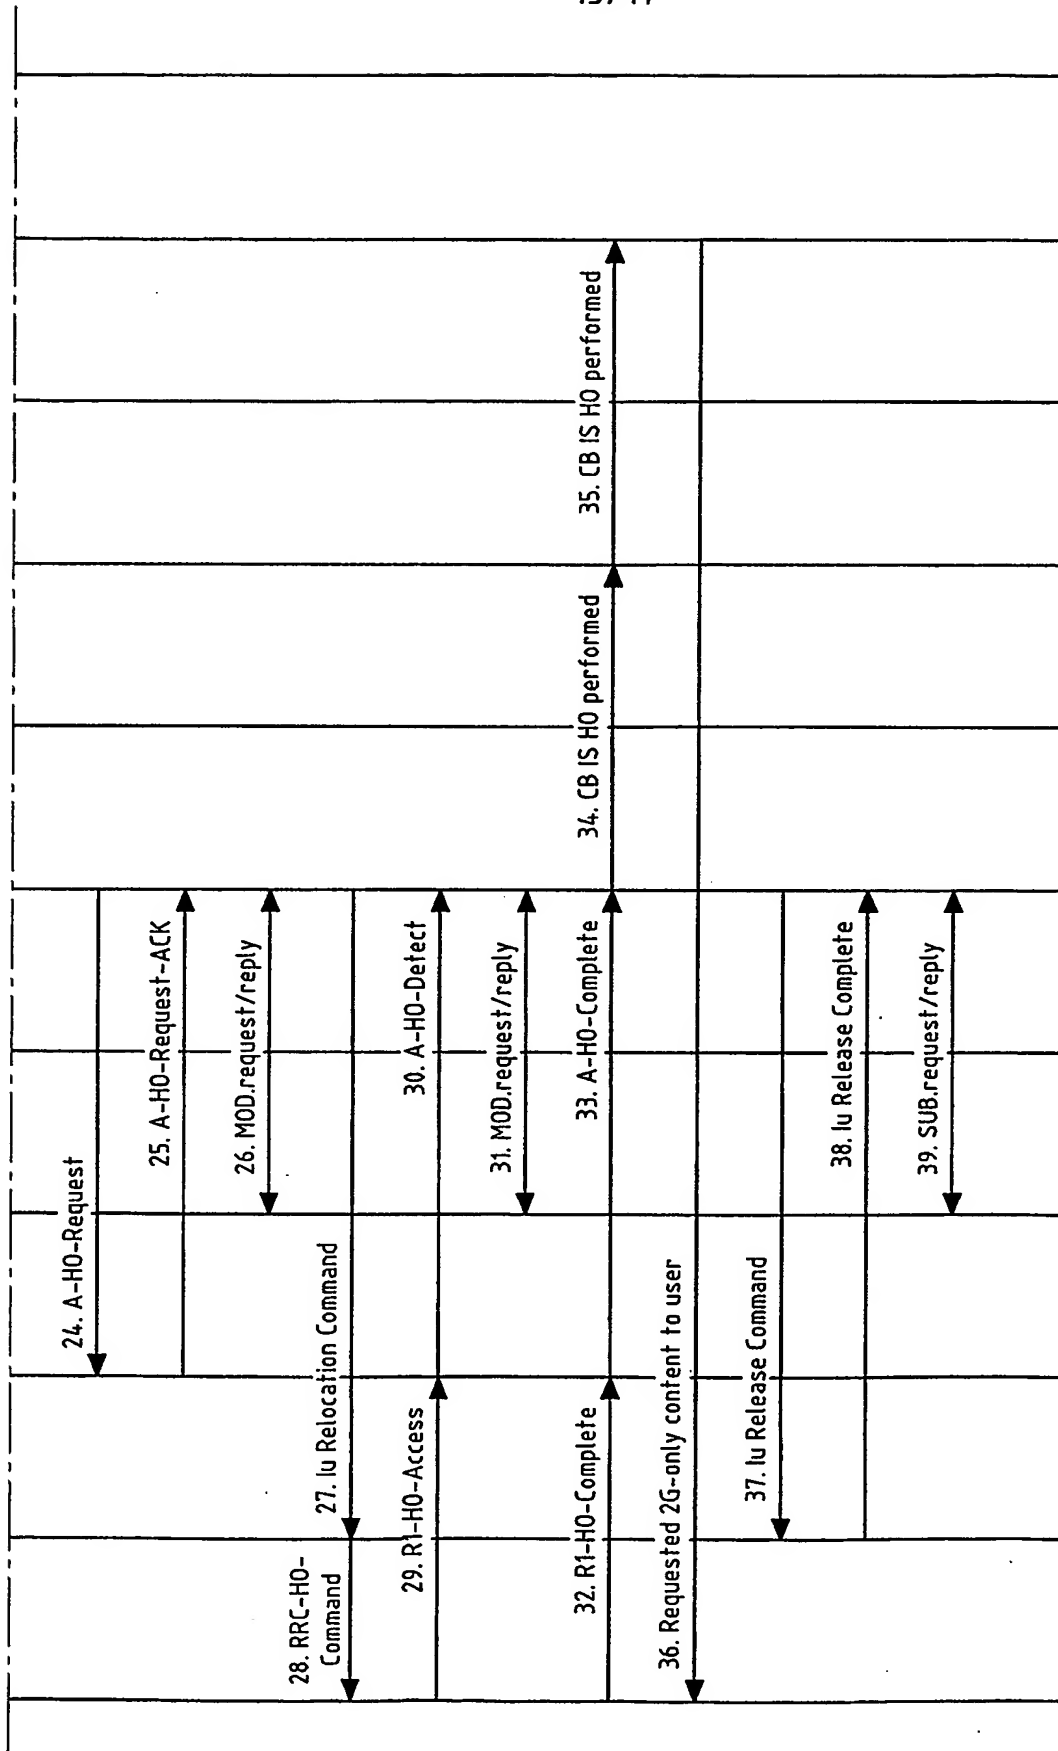 24. A-HO-Request
25. A-HO-Request-ACK
26. MOD.request/reply
27. Iu Relocation Command
28. RRC-HO-
Command
29. R1-HO-Access
30. A-HO-Detect
31. MOD.request/reply
32. R1-HO-Complete
33. A-HO-Complete
34. CB IS HO performed
35. CB IS HO performed
36. Requested 2G-only content to user
37. Iu Release Command
38. Iu Release Complete
39. SUB.request/reply